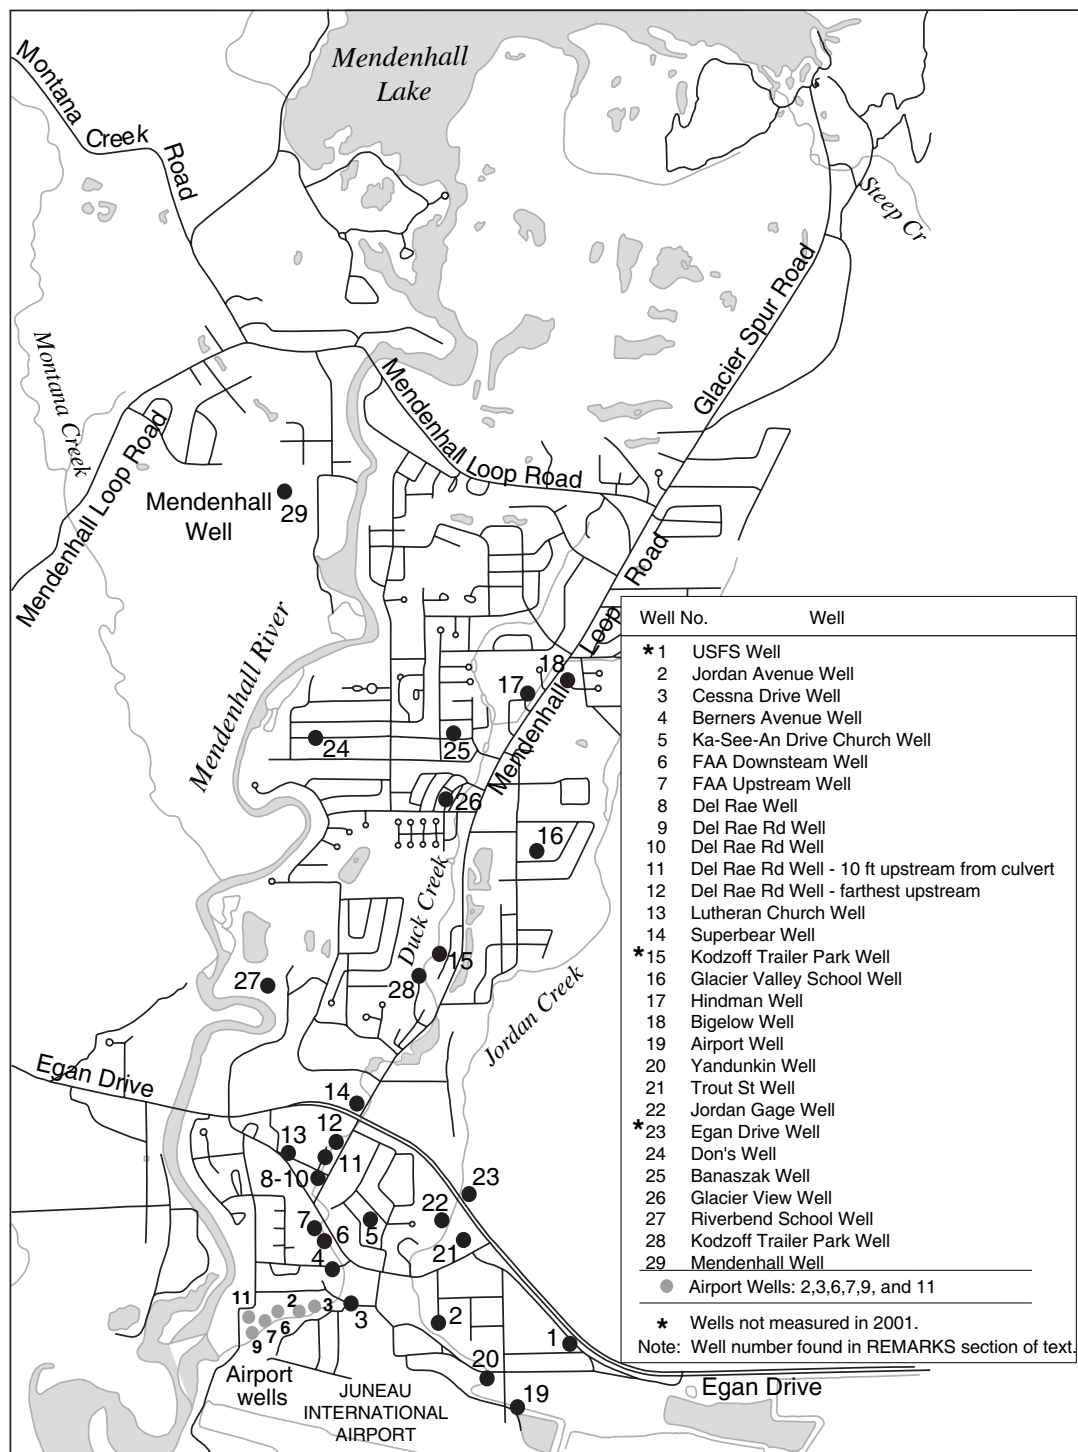 Mendenhall
Lake
Montana
Creek
Road
Steep Cr
Glacier Spur Road
Montana Creek
Mendenhall Loop Road
Mendenhall Loop Road
Mendenhall
Well
29
Mendenhall Loop Road
Mendenhall River
18
17
24
25
26
16
Duck Creek
15
28
27
Jordan Creek
Egan Drive
14
12
13
11
8-10
23
22
7
6
5
21
4
11
2
3
3
2
1
9
7
6
Airport
wells
20
19
JUNEAU
INTERNATIONAL
AIRPORT
Egan Drive
Well No. Well
*1 USFS Well
2 Jordan Avenue Well
3 Cessna Drive Well
4 Berners Avenue Well
5 Ka-See-An Drive Church Well
6 FAA Downsteam Well
7 FAA Upstream Well
8 Del Rae Well
9 Del Rae Rd Well
10 Del Rae Rd Well
11 Del Rae Rd Well - 10 ft upstream from culvert
12 Del Rae Rd Well - farthest upstream
13 Lutheran Church Well
14 Superbear Well
*15 Kodzoff Trailer Park Well
16 Glacier Valley School Well
17 Hindman Well
18 Bigelow Well
19 Airport Well
20 Yandunkin Well
21 Trout St Well
22 Jordan Gage Well
*23 Egan Drive Well
24 Don's Well
25 Banaszak Well
26 Glacier View Well
27 Riverbend School Well
28 Kodzoff Trailer Park Well
29 Mendenhall Well
Airport Wells: 2,3,6,7,9, and 11
* Wells not measured in 2001.
Note: Well number found in REMARKS section of text.